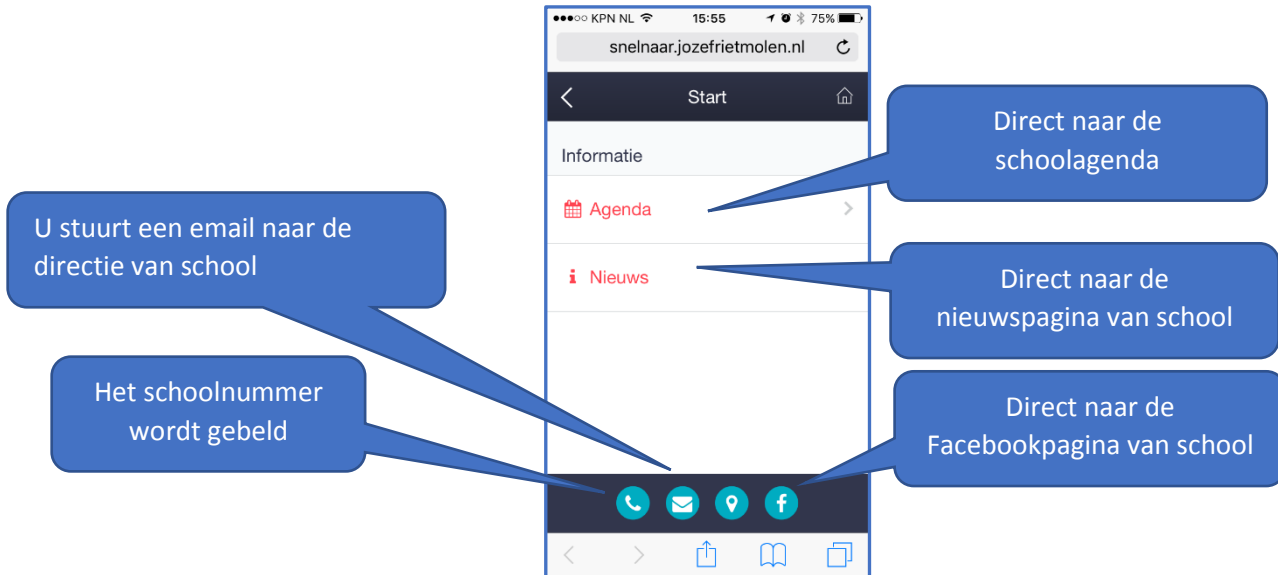 KPN NL
15:55
75%
snelnaar.jozefrietmolen.nl
Start
Informatie
Agenda
Nieuws
Direct naar de
schoolagenda
U stuurt een email naar de
directie van school
Direct naar de
nieuwspagina van school
Het schoolnummer
wordt gebeld
Direct naar de
Facebookpagina van school